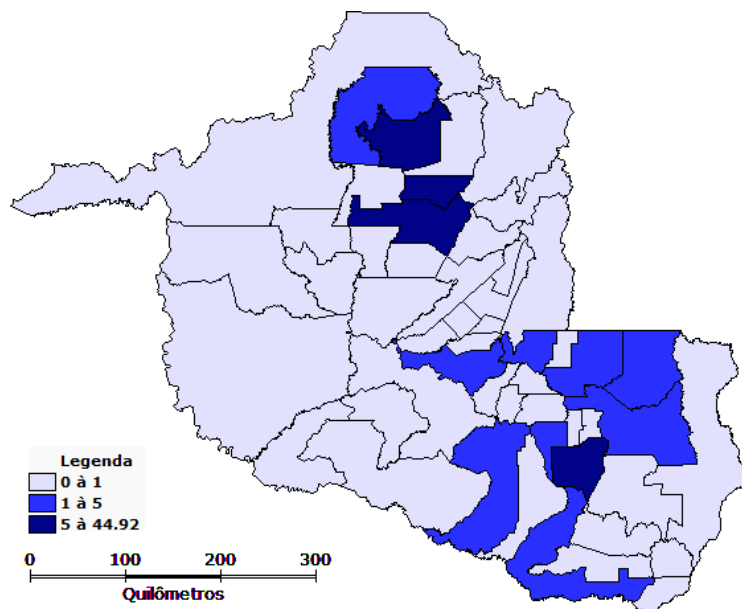 Legenda
0 à 1
1 à 5
5 à 44.92
0 100 200 300
Quilômetros